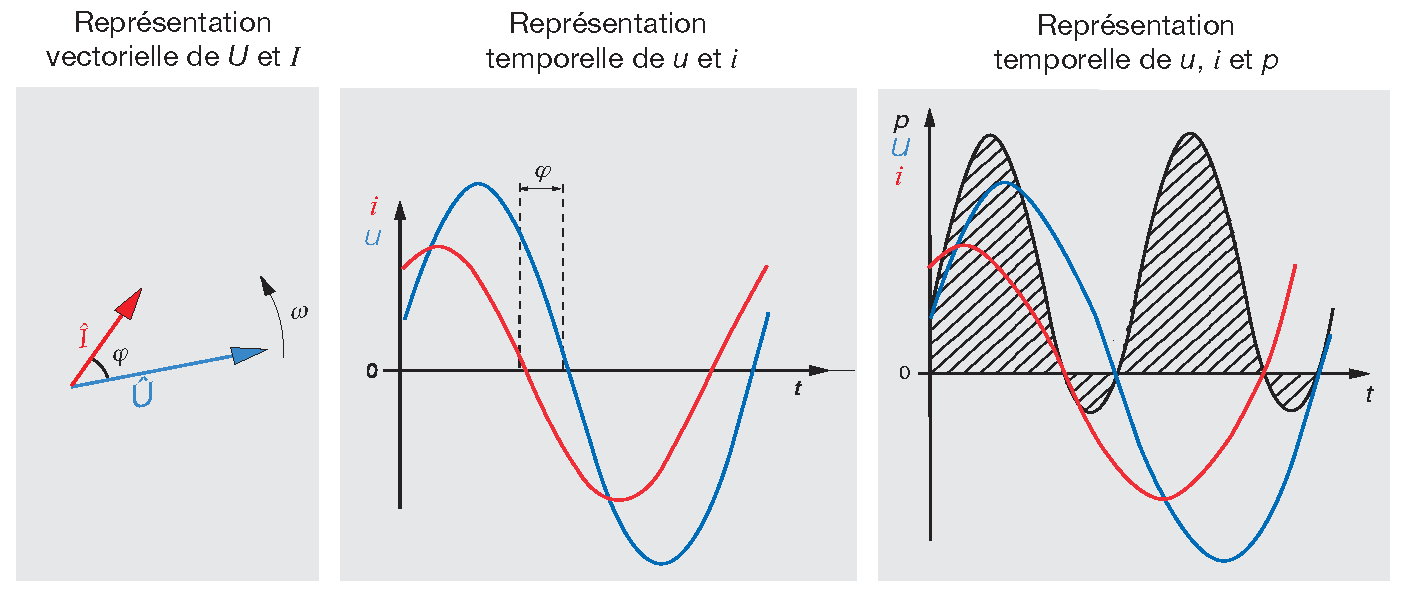 Représentation
vectorielle de U et I
Représentation
temporelle de u et i
Représentation
temporelle de u, i et p
Î
φ
Û
ω
i
u
φ
0
t
p
U
i
0
t